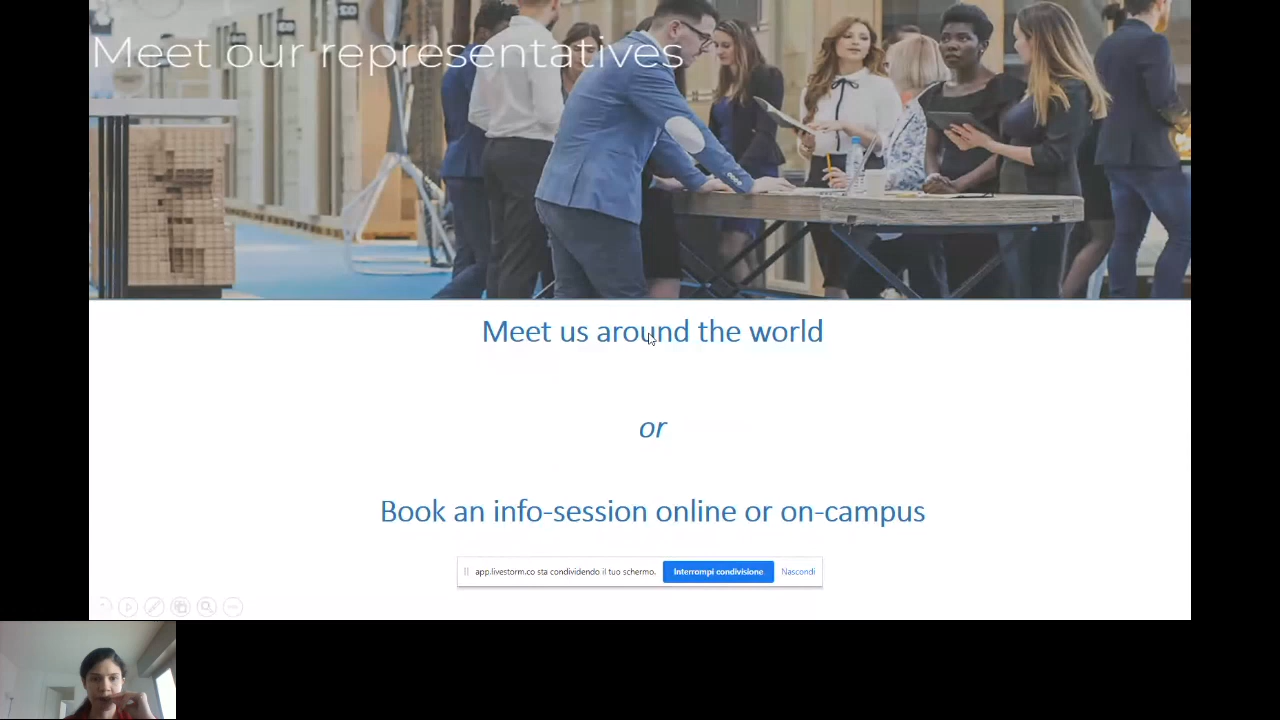 Meet our representatives
Meet us around the world
or
Book an info-session online or on-campus
app.livestorm.co sta condividendo il tuo schermo.
Interrompi condivisione
Nascondi